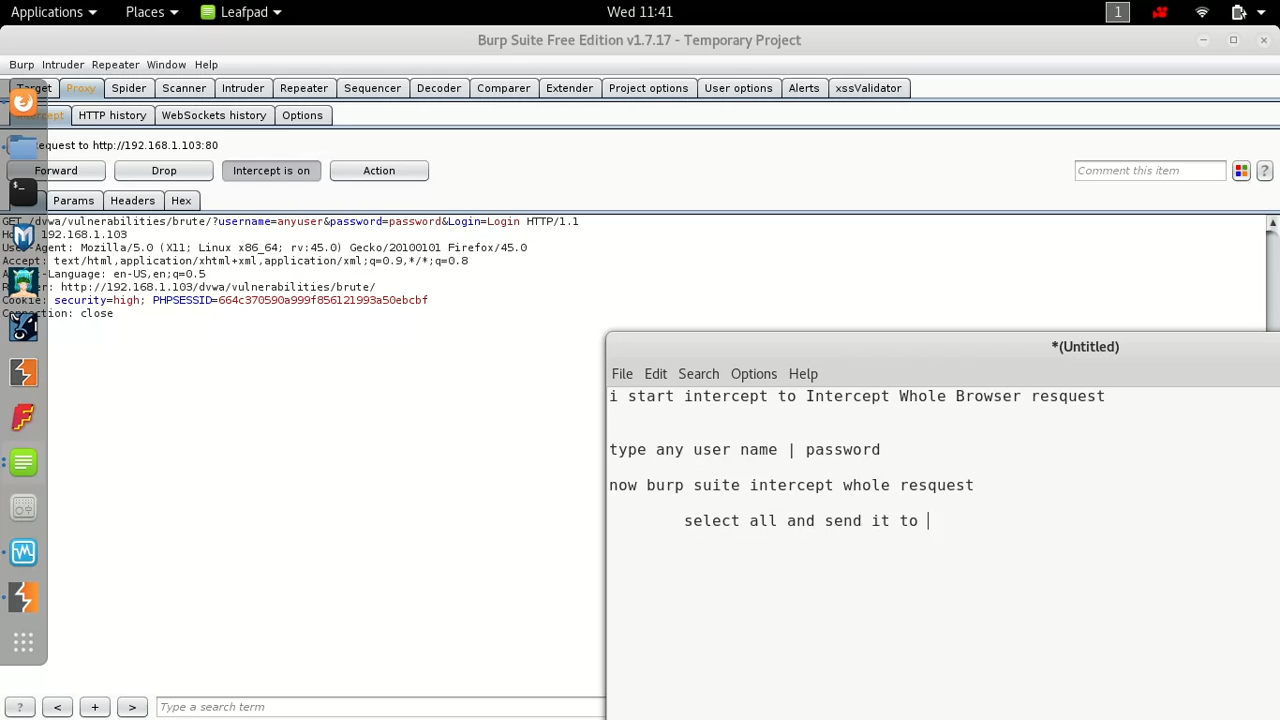 Applications Places Leafpad Wed 11:41 1
Burp Suite Free Edition v1.7.17 - Temporary Project
Burp Intruder Repeater Window Help
Target Proxy Spider Scanner Intruder Repeater Sequencer Decoder Comparer Extender Project options User options Alerts xssValidator
HTTP history WebSockets history Options
equest to http://192.168.1.103:80
Forward Drop Intercept is on Action Comment this item ?
Params Headers Hex
GET /dvwa/vulnerabilities/brute/?username=anyuser&password=password&Login=Login HTTP/1.1
192.168.1.103
User-Agent: Mozilla/5.0 (X11; Linux x86_64; rv:45.0) Gecko/20100101 Firefox/45.0
Accept: text/html,application/xhtml+xml,application/xml;q=0.9,*/*;q=0.8
-Language: en-US,en;q=0.5
http://192.168.1.103/dvwa/vulnerabilities/brute/
Cookie: security=high; PHPSESSID=664c370590a999f856121993a50ebcbf
Connection: close
*(Untitled)
File Edit Search Options Help
i start intercept to Intercept Whole Browser resquest
type any user name | password
now burp suite intercept whole resquest
select all and send it to
? < + > Type a search term